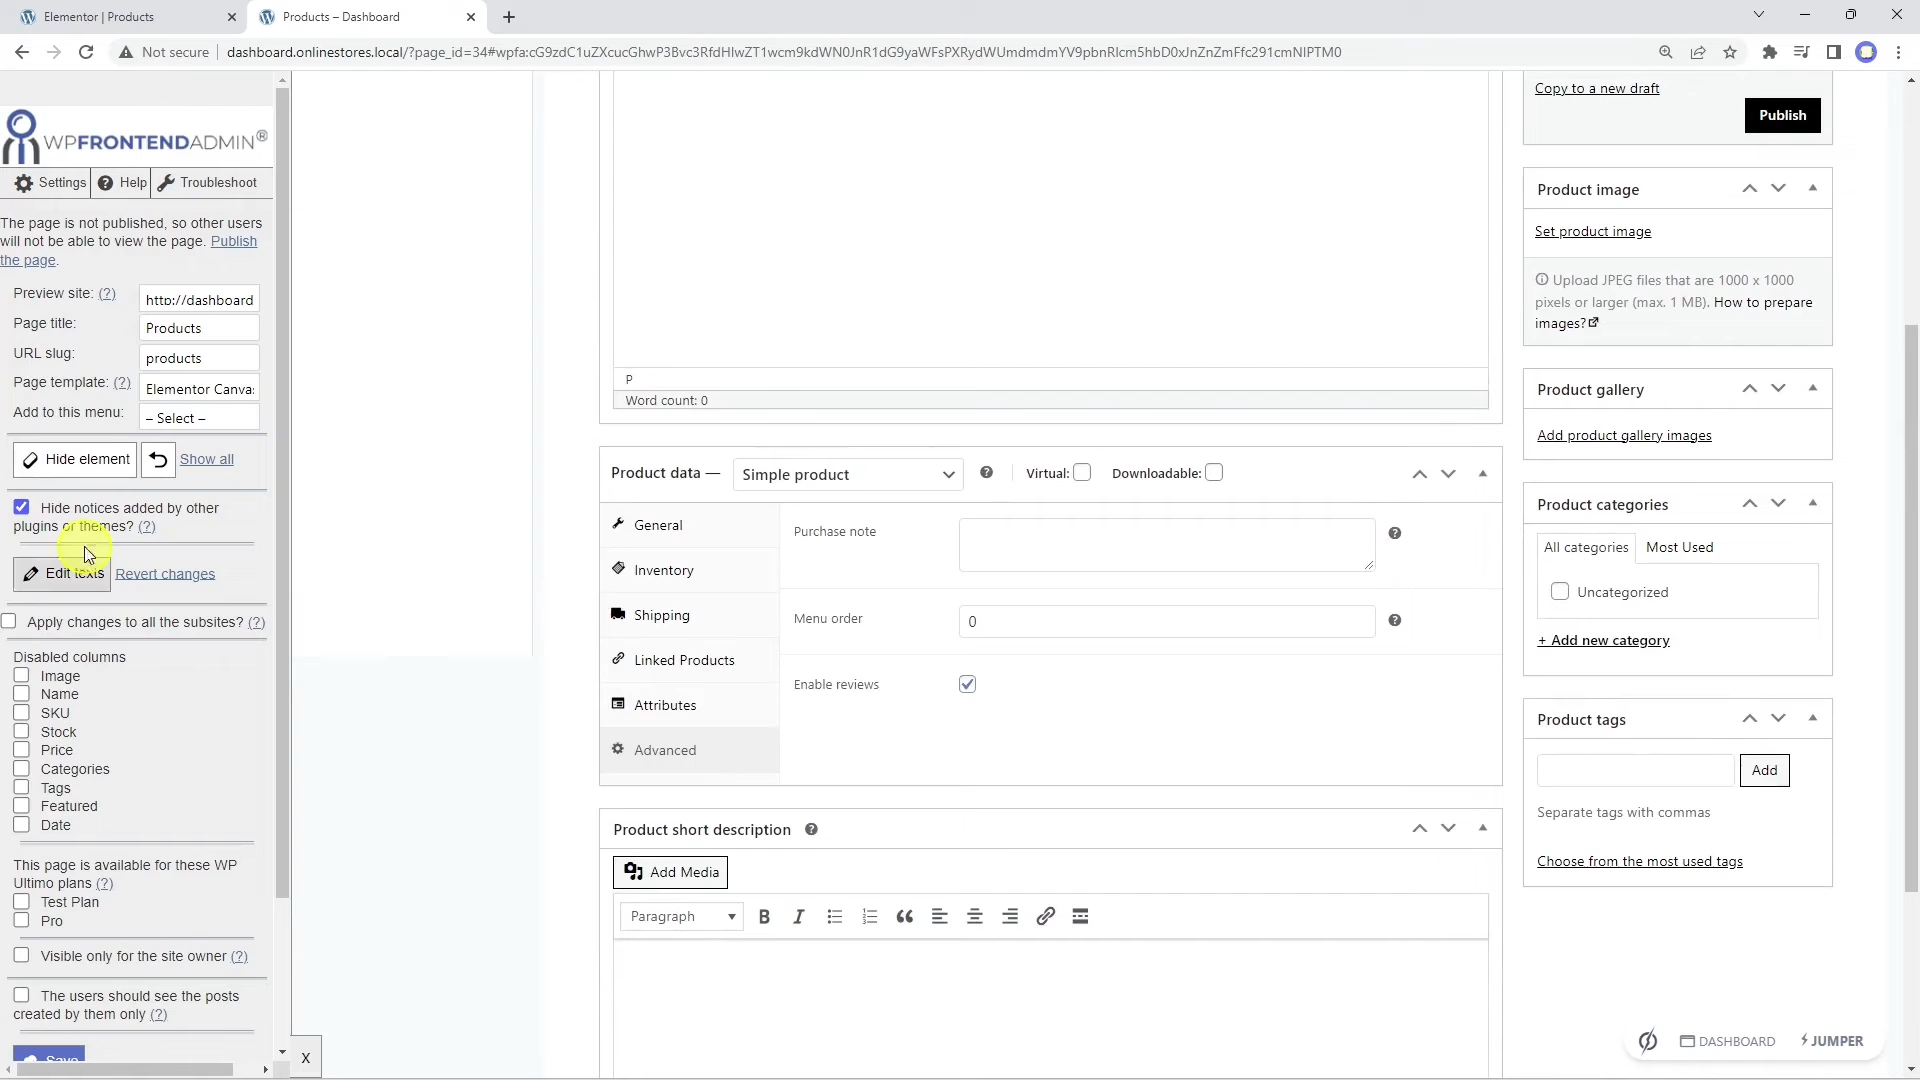 Elementor | Products
Products – Dashboard
Not secure
dashboard.onlinestores.local/?page_id=34#wpfa:cG9zdC1uZXcucGhwP3Bvc3RfdHlwZT1wcm9kdWN0JnR1dG9yaWFsPXRydWUmdmdmYV9pbnRlcm5hbD0xJnZnZmFfc291cmNlPTM0
WPFRONTENDADMIN®
Settings
Help
Troubleshoot
The page is not published, so other users
will not be able to view the page. Publish
the page.
Preview site: (?)
http://dashboard
Page title:
Products
URL slug:
products
Page template: (?)
Elementor Canva
Add to this menu:
– Select –
Hide element
Show all
Hide notices added by other
plugins or themes? (?)
Edit texts
Revert changes
Apply changes to all the subsites? (?)
Disabled columns
Image
Name
SKU
Stock
Price
Categories
Tags
Featured
Date
This page is available for these WP
Ultimo plans (?)
Test Plan
Pro
Visible only for the site owner (?)
The users should see the posts
created by them only (?)
Save
X
P
Word count: 0
Product data —
Simple product
Virtual:
Downloadable:
General
Inventory
Shipping
Linked Products
Attributes
Advanced
Purchase note
Menu order
0
Enable reviews
Product short description
Add Media
Paragraph
B
I
Copy to a new draft
Publish
Product image
Set product image
Upload JPEG files that are 1000 x 1000
pixels or larger (max. 1 MB). How to prepare
images?
Product gallery
Add product gallery images
Product categories
All categories
Most Used
Uncategorized
+ Add new category
Product tags
Add
Separate tags with commas
Choose from the most used tags
DASHBOARD
JUMPER